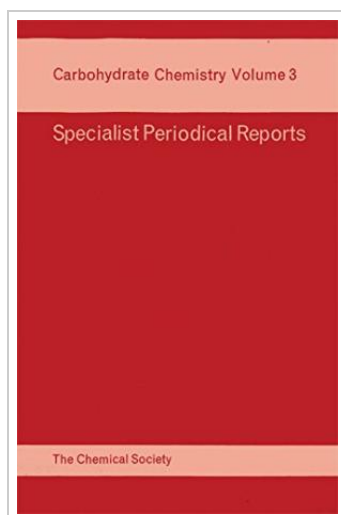 Carbohydrate Chemistry Volume 3
Specialist Periodical Reports
The Chemical Society